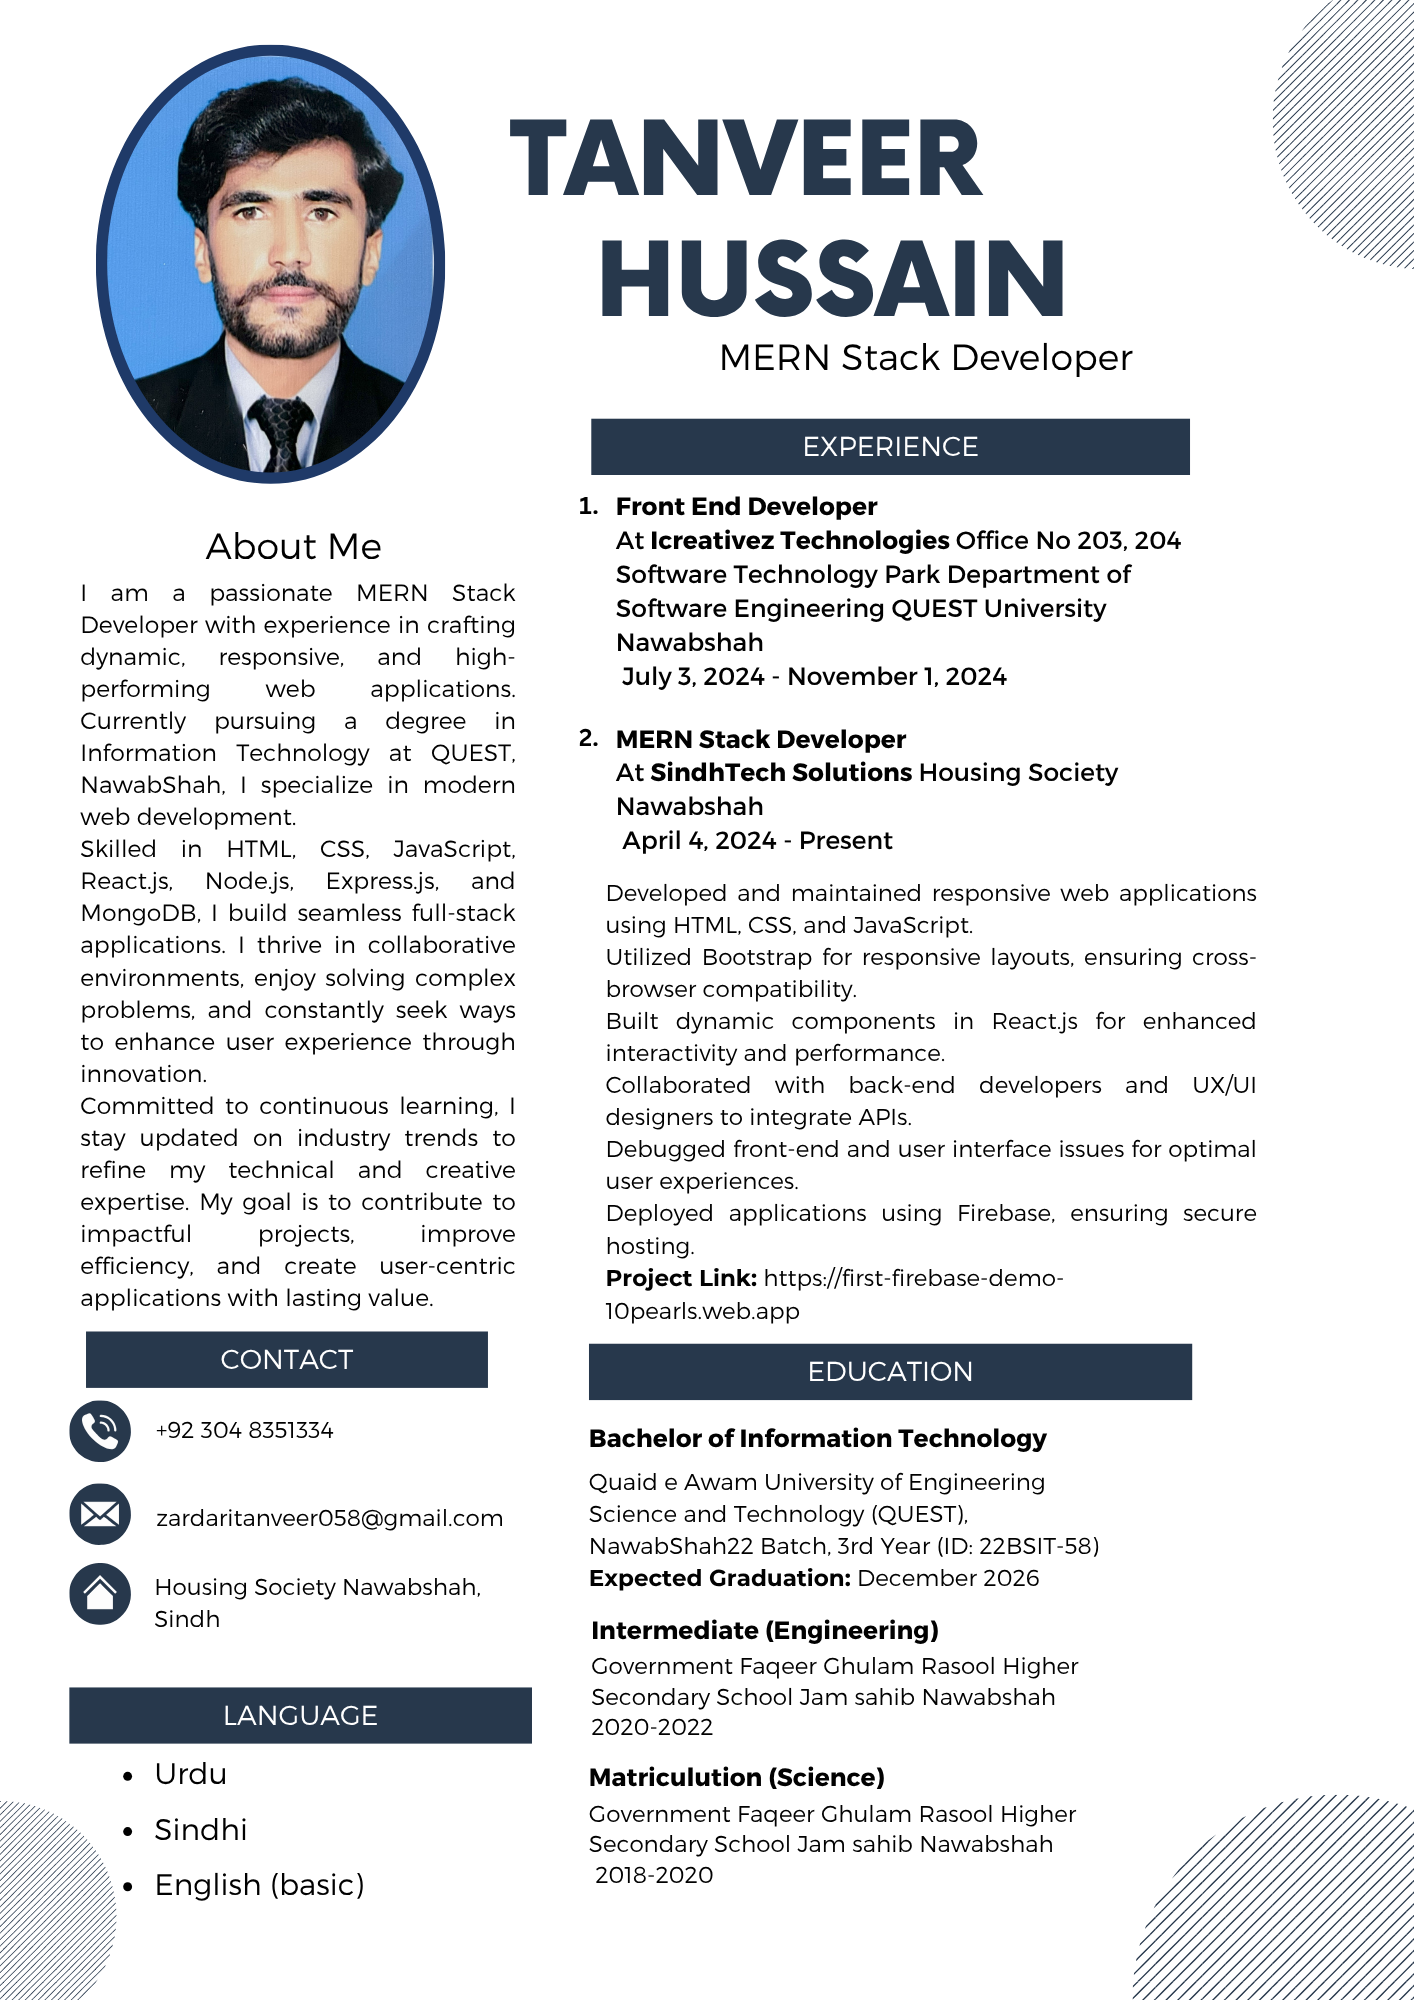 TANVEER
HUSSAIN
MERN Stack Developer
About Me
I am a passionate MERN Stack
Developer with experience in crafting
dynamic, responsive, and high-
performing web applications.
Currently pursuing a degree in
Information Technology at QUEST,
NawabShah, I specialize in modern
web development.
Skilled in HTML, CSS, JavaScript,
React.js, Node.js, Express.js, and
MongoDB, I build seamless full-stack
applications. I thrive in collaborative
environments, enjoy solving complex
problems, and constantly seek ways
to enhance user experience through
innovation.
Committed to continuous learning, I
stay updated on industry trends to
refine my technical and creative
expertise. My goal is to contribute to
impactful projects, improve
efficiency, and create user-centric
applications with lasting value.
CONTACT
+92 304 8351334
zardaritanveer058@gmail.com
Housing Society Nawabshah,
Sindh
LANGUAGE
• Urdu
• Sindhi
• English (basic)
EXPERIENCE
1. Front End Developer
At Icreativez Technologies Office No 203, 204
Software Technology Park Department of
Software Engineering QUEST University
Nawabshah
July 3, 2024 - November 1, 2024
2. MERN Stack Developer
At SindhTech Solutions Housing Society
Nawabshah
April 4, 2024 - Present
Developed and maintained responsive web applications
using HTML, CSS, and JavaScript.
Utilized Bootstrap for responsive layouts, ensuring cross-
browser compatibility.
Built dynamic components in React.js for enhanced
interactivity and performance.
Collaborated with back-end developers and UX/UI
designers to integrate APIs.
Debugged front-end and user interface issues for optimal
user experiences.
Deployed applications using Firebase, ensuring secure
hosting.
Project Link: https://first-firebase-demo-
10pearls.web.app
EDUCATION
Bachelor of Information Technology
Quaid e Awam University of Engineering
Science and Technology (QUEST),
NawabShah22 Batch, 3rd Year (ID: 22BSIT-58)
Expected Graduation: December 2026
Intermediate (Engineering)
Government Faqeer Ghulam Rasool Higher
Secondary School Jam sahib Nawabshah
2020-2022
Matriculution (Science)
Government Faqeer Ghulam Rasool Higher
Secondary School Jam sahib Nawabshah
2018-2020